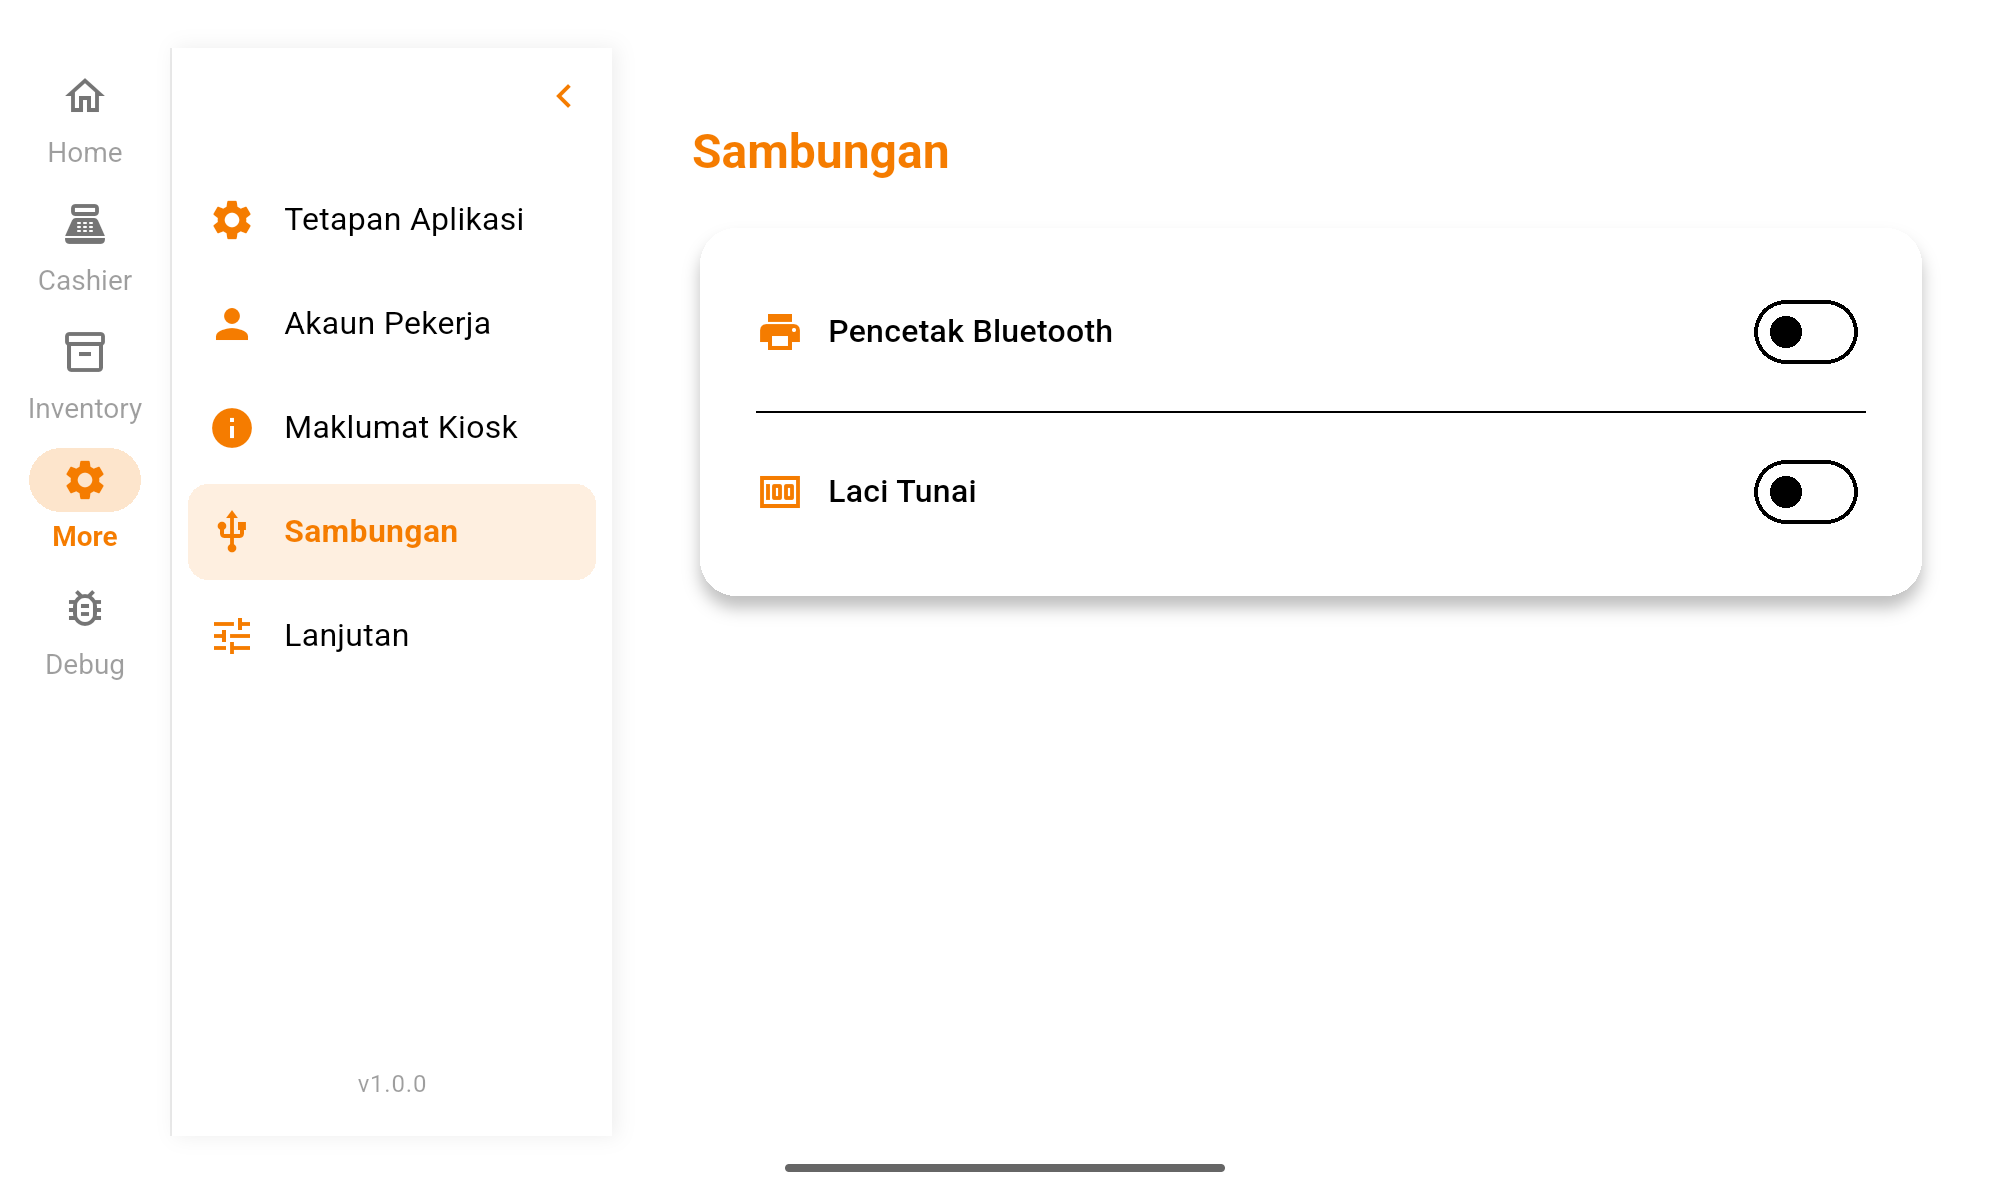 Home
Cashier
Inventory
More
Debug
Tetapan Aplikasi
Akaun Pekerja
Maklumat Kiosk
Sambungan
Lanjutan
v1.0.0
Sambungan
Pencetak Bluetooth
Laci Tunai